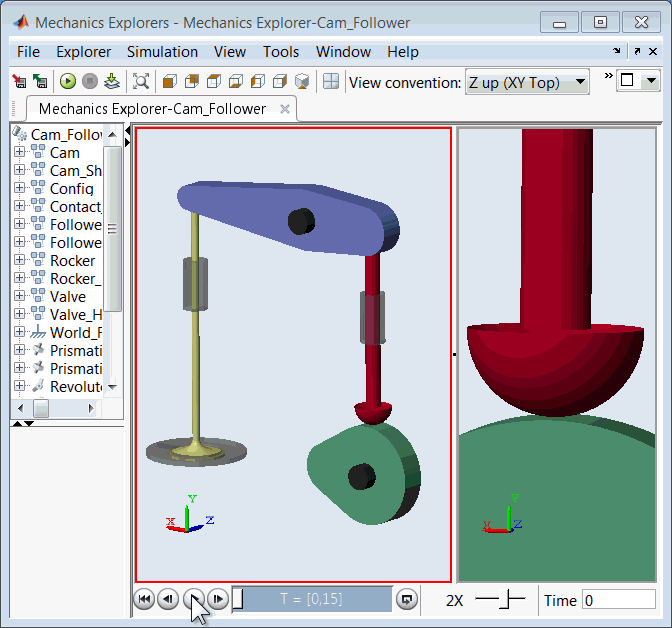 Mechanics Explorers - Mechanics Explorer-Cam_Follower
File Explorer Simulation View Tools Window Help
View convention: Z up (XY Top)
Mechanics Explorer-Cam_Follower
Cam_Follow
Cam
Cam_Sh
Config
Contact_
Followe
Followe
Rocker
Rocker_
Valve
Valve_H
World_F
Prismati
Prismati
Revolute
Y
X
Z
Y
X
Z
T = [0,15]
2X
Time 0